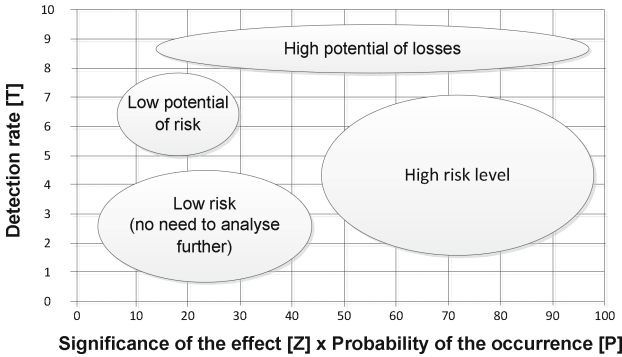 10
9
8
7
6
5
4
3
2
1
0
Detection rate [T]
High potential of losses
Low potential
of risk
High risk level
Low risk
(no need to analyse
further)
0 10 20 30 40 50 60 70 80 90 100
Significance of the effect [Z] x Probability of the occurrence [P]